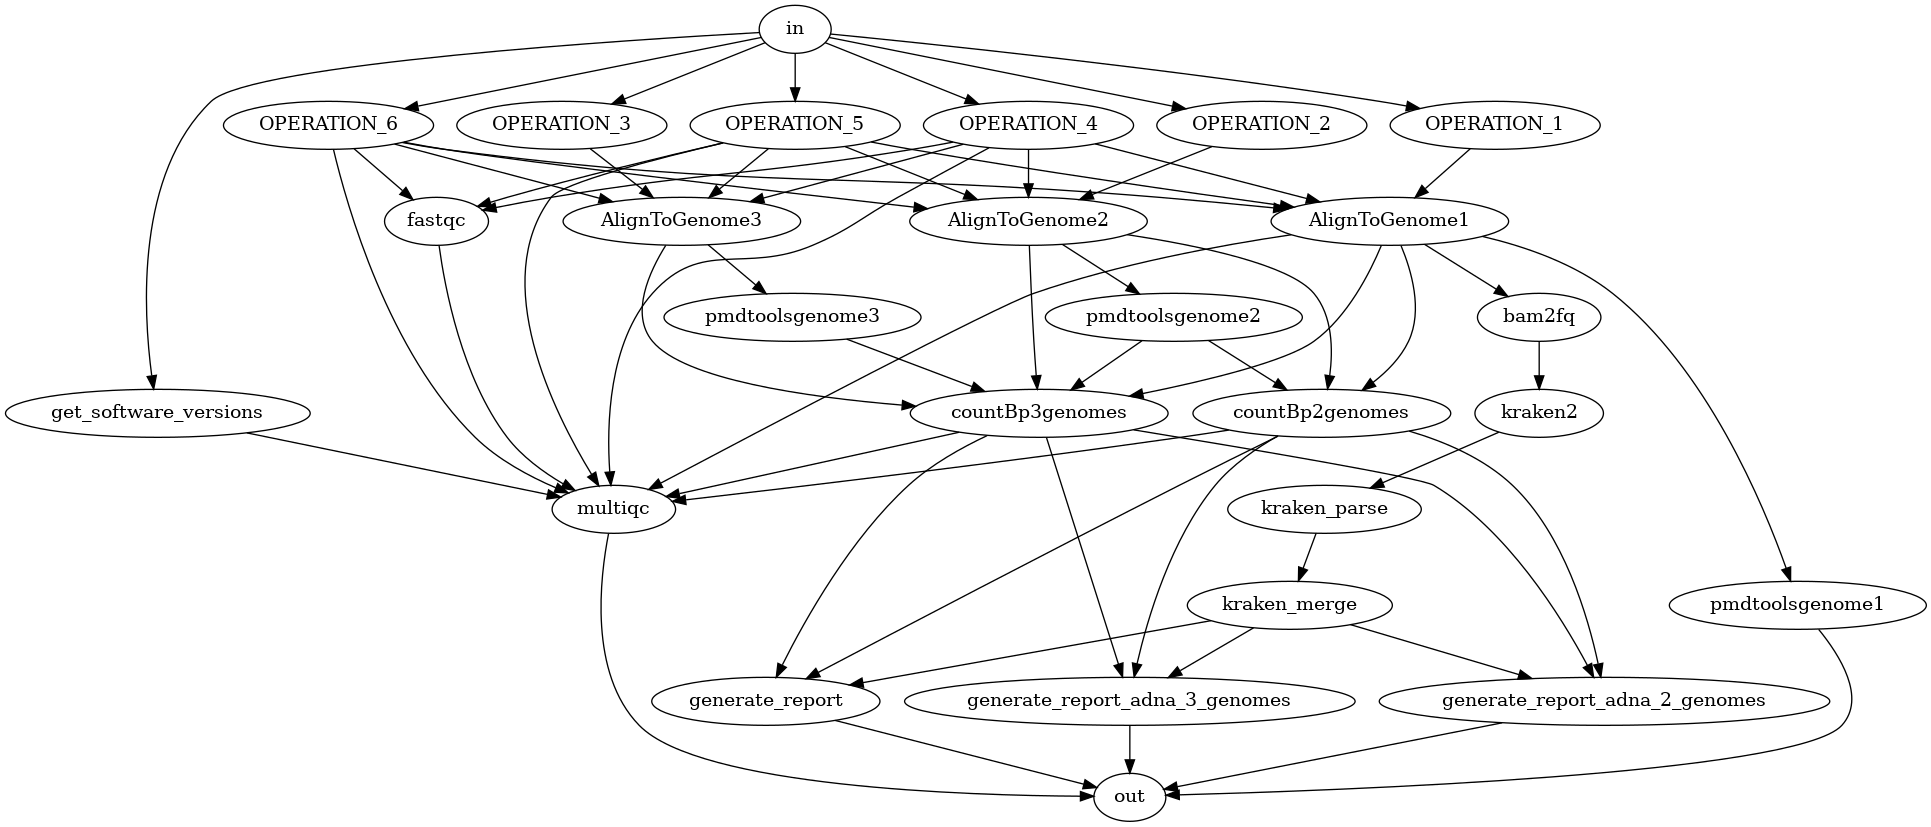 in
OPERATION_6
OPERATION_3
OPERATION_5
OPERATION_4
OPERATION_2
OPERATION_1
fastqc
AlignToGenome3
AlignToGenome2
AlignToGenome1
pmdtoolsgenome3
pmdtoolsgenome2
bam2fq
get_software_versions
countBp3genomes
countBp2genomes
kraken2
multiqc
kraken_parse
kraken_merge
pmdtoolsgenome1
generate_report
generate_report_adna_3_genomes
generate_report_adna_2_genomes
out